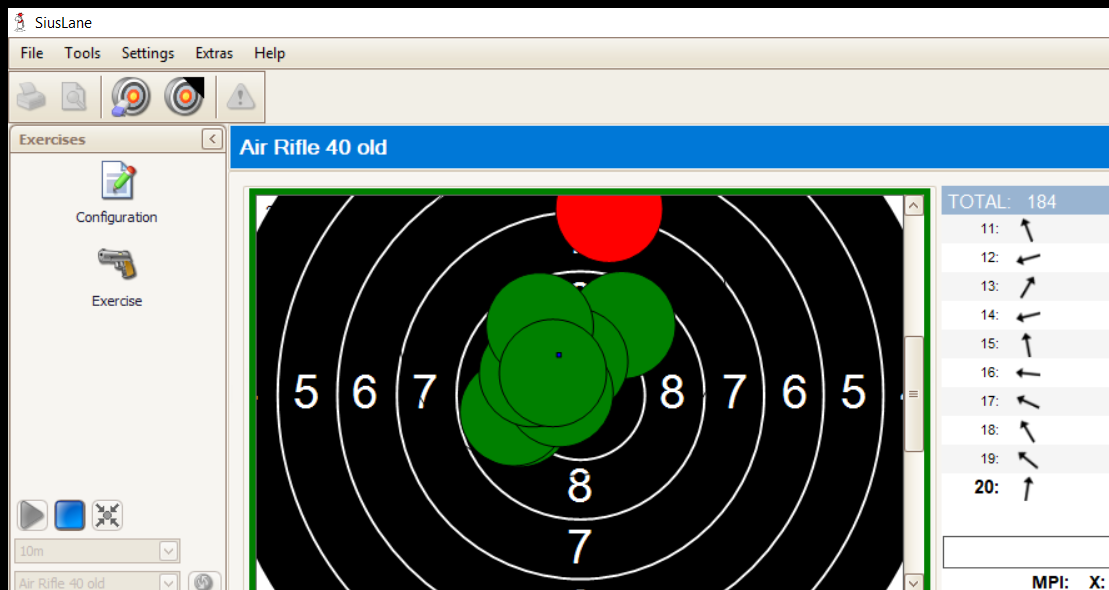 SiusLane
File Tools Settings Extras Help
Exercises
Air Rifle 40 old
Configuration
Exercise
10m
Air Rifle 40 old
5 6 7 8 7 6 5
8
7
TOTAL: 184
11:
12:
13:
14:
15:
16:
17:
18:
19:
20:
MPI: X: